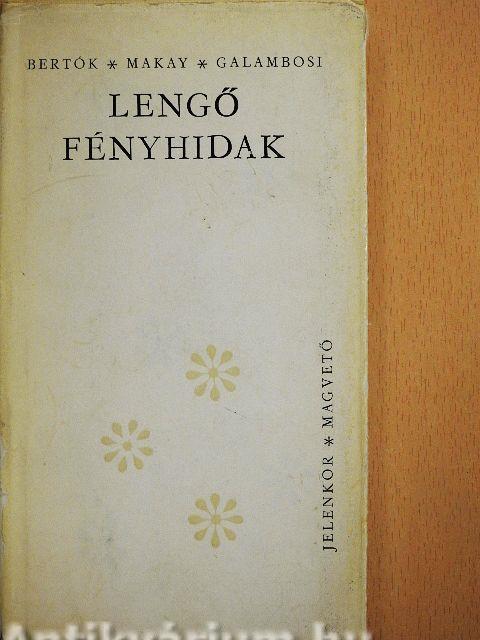 BERTÓK * MAKAY * GALAMBOSI
LENGŐ
FÉNYHIDAK
JELENKOR * MAGVETŐ
Antikvárium.hu